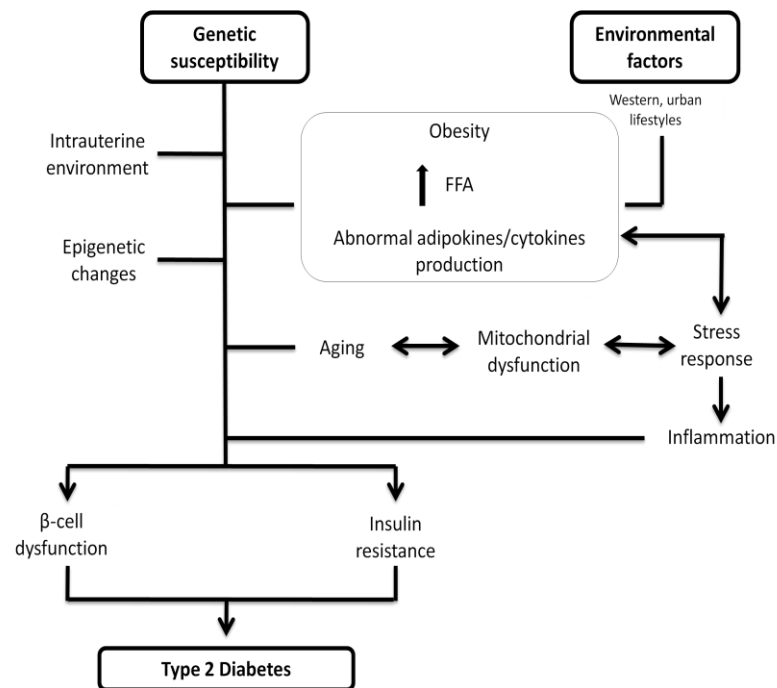 Genetic
susceptibility
Environmental
factors
Western, urban
lifestyles
Intrauterine
environment
Obesity
FFA
Abnormal adipokines/cytokines
production
Epigenetic
changes
Aging
Mitochondrial
dysfunction
Stress
response
Inflammation
β-cell
dysfunction
Insulin
resistance
Type 2 Diabetes